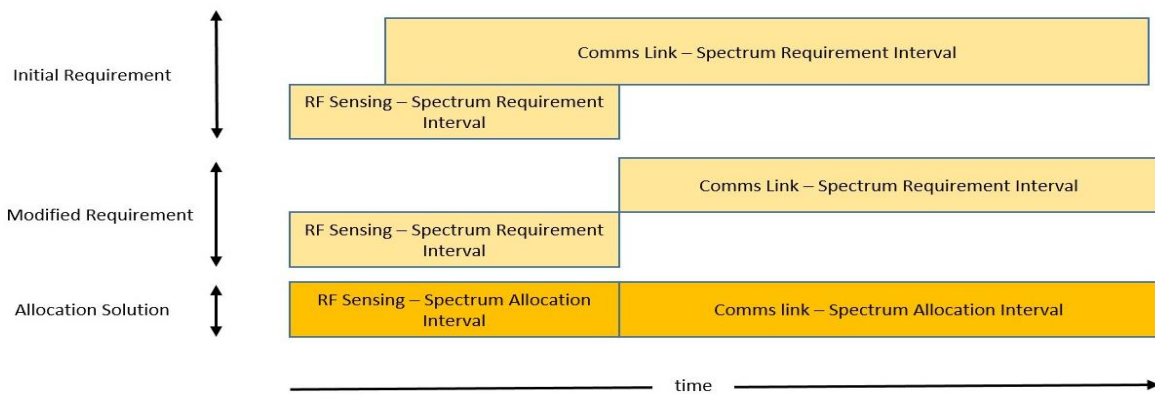 Comms Link – Spectrum Requirement Interval
Initial Requirement
RF Sensing – Spectrum Requirement
Interval
Comms Link – Spectrum Requirement Interval
Modified Requirement
RF Sensing – Spectrum Requirement
Interval
Allocation Solution
RF Sensing – Spectrum Allocation
Interval
Comms link – Spectrum Allocation Interval
time